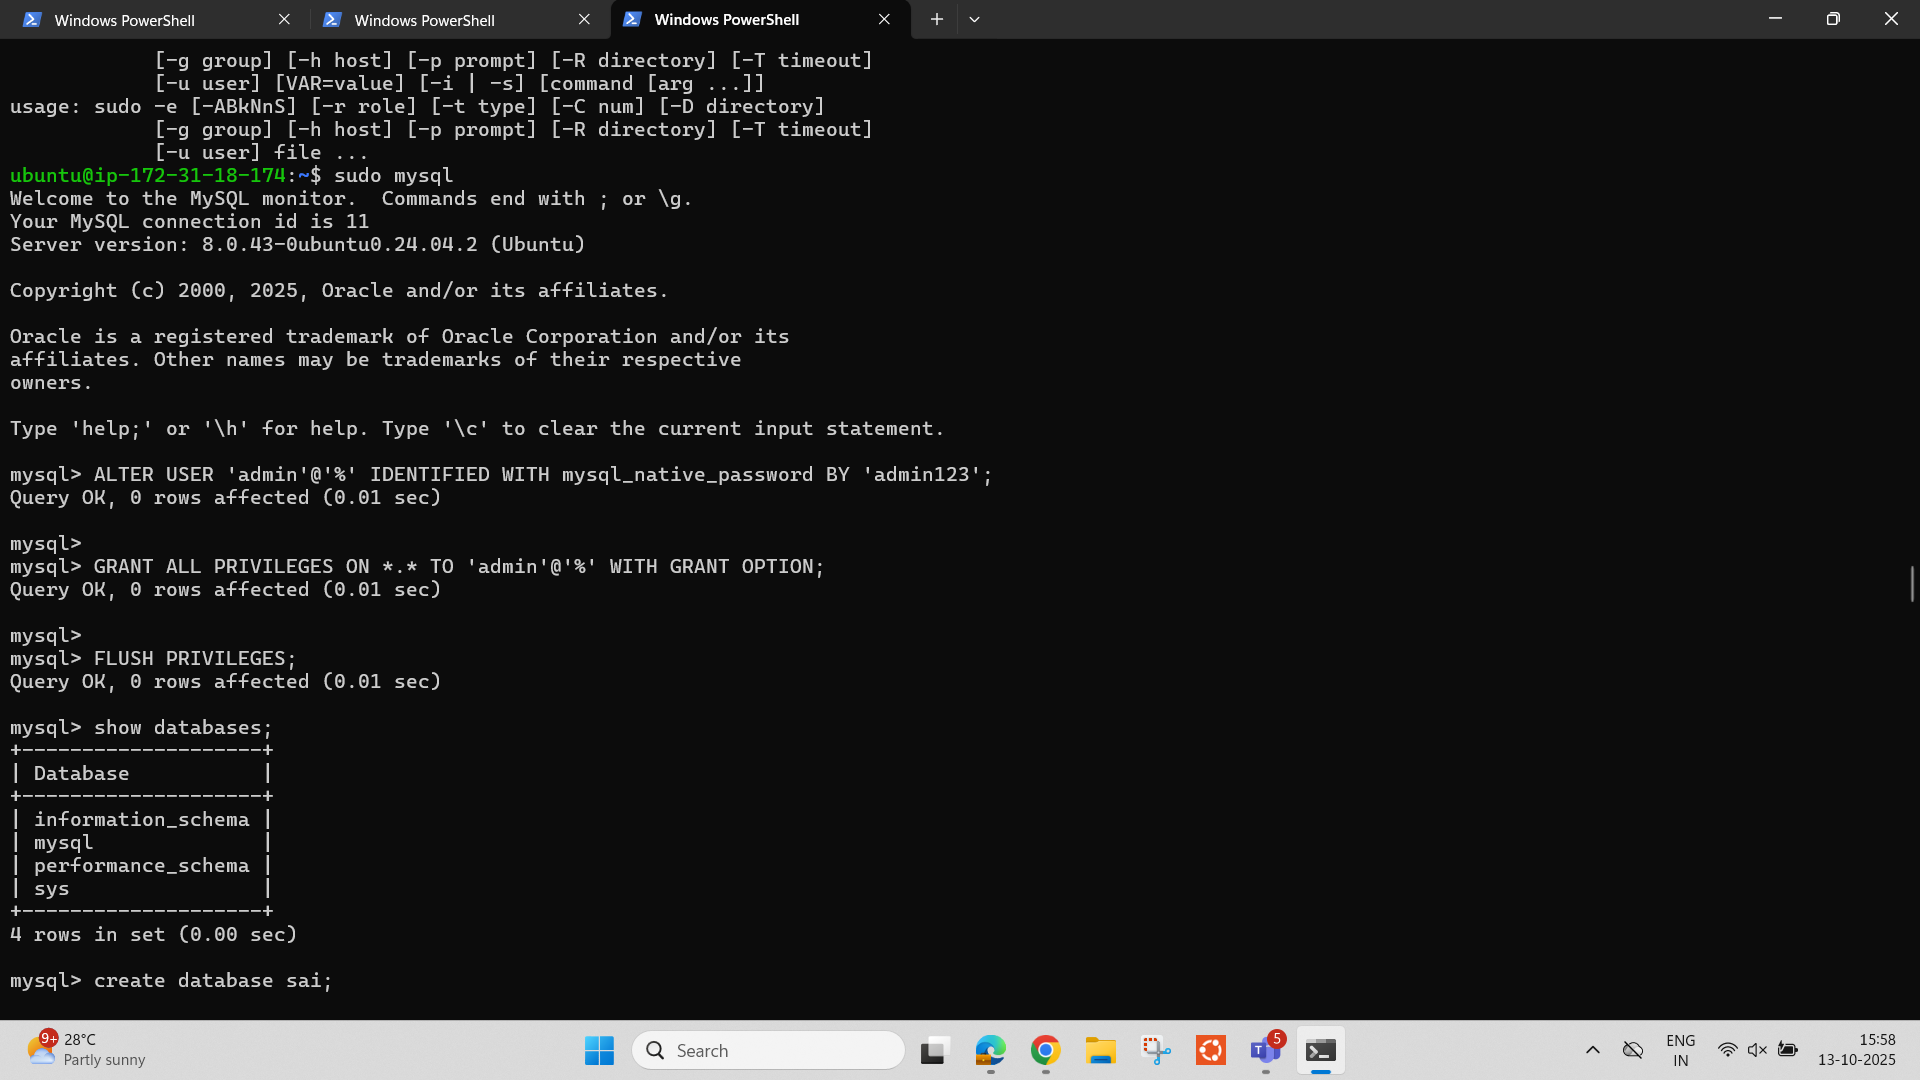 Windows PowerShell
Windows PowerShell
Windows PowerShell
[-g group] [-h host] [-p prompt] [-R directory] [-T timeout]
[-u user] [VAR=value] [-i | -s] [command [arg ...]]
usage: sudo -e [-ABkNnS] [-r role] [-t type] [-C num] [-D directory]
[-g group] [-h host] [-p prompt] [-R directory] [-T timeout]
[-u user] file ...
ubuntu@ip-172-31-18-174:~$ sudo mysql
Welcome to the MySQL monitor.  Commands end with ; or \g.
Your MySQL connection id is 11
Server version: 8.0.43-0ubuntu0.24.04.2 (Ubuntu)
Copyright (c) 2000, 2025, Oracle and/or its affiliates.
Oracle is a registered trademark of Oracle Corporation and/or its
affiliates. Other names may be trademarks of their respective
owners.
Type 'help;' or '\h' for help. Type '\c' to clear the current input statement.
mysql> ALTER USER 'admin'@'%' IDENTIFIED WITH mysql_native_password BY 'admin123';
Query OK, 0 rows affected (0.01 sec)
mysql>
mysql> GRANT ALL PRIVILEGES ON *.* TO 'admin'@'%' WITH GRANT OPTION;
Query OK, 0 rows affected (0.01 sec)
mysql>
mysql> FLUSH PRIVILEGES;
Query OK, 0 rows affected (0.01 sec)
mysql> show databases;
+--------------------+
| Database           |
+--------------------+
| information_schema |
| mysql              |
| performance_schema |
| sys                |
+--------------------+
4 rows in set (0.00 sec)
mysql> create database sai;
9+
28°C
Partly sunny
Search
5
ENG
IN
15:58
13-10-2025